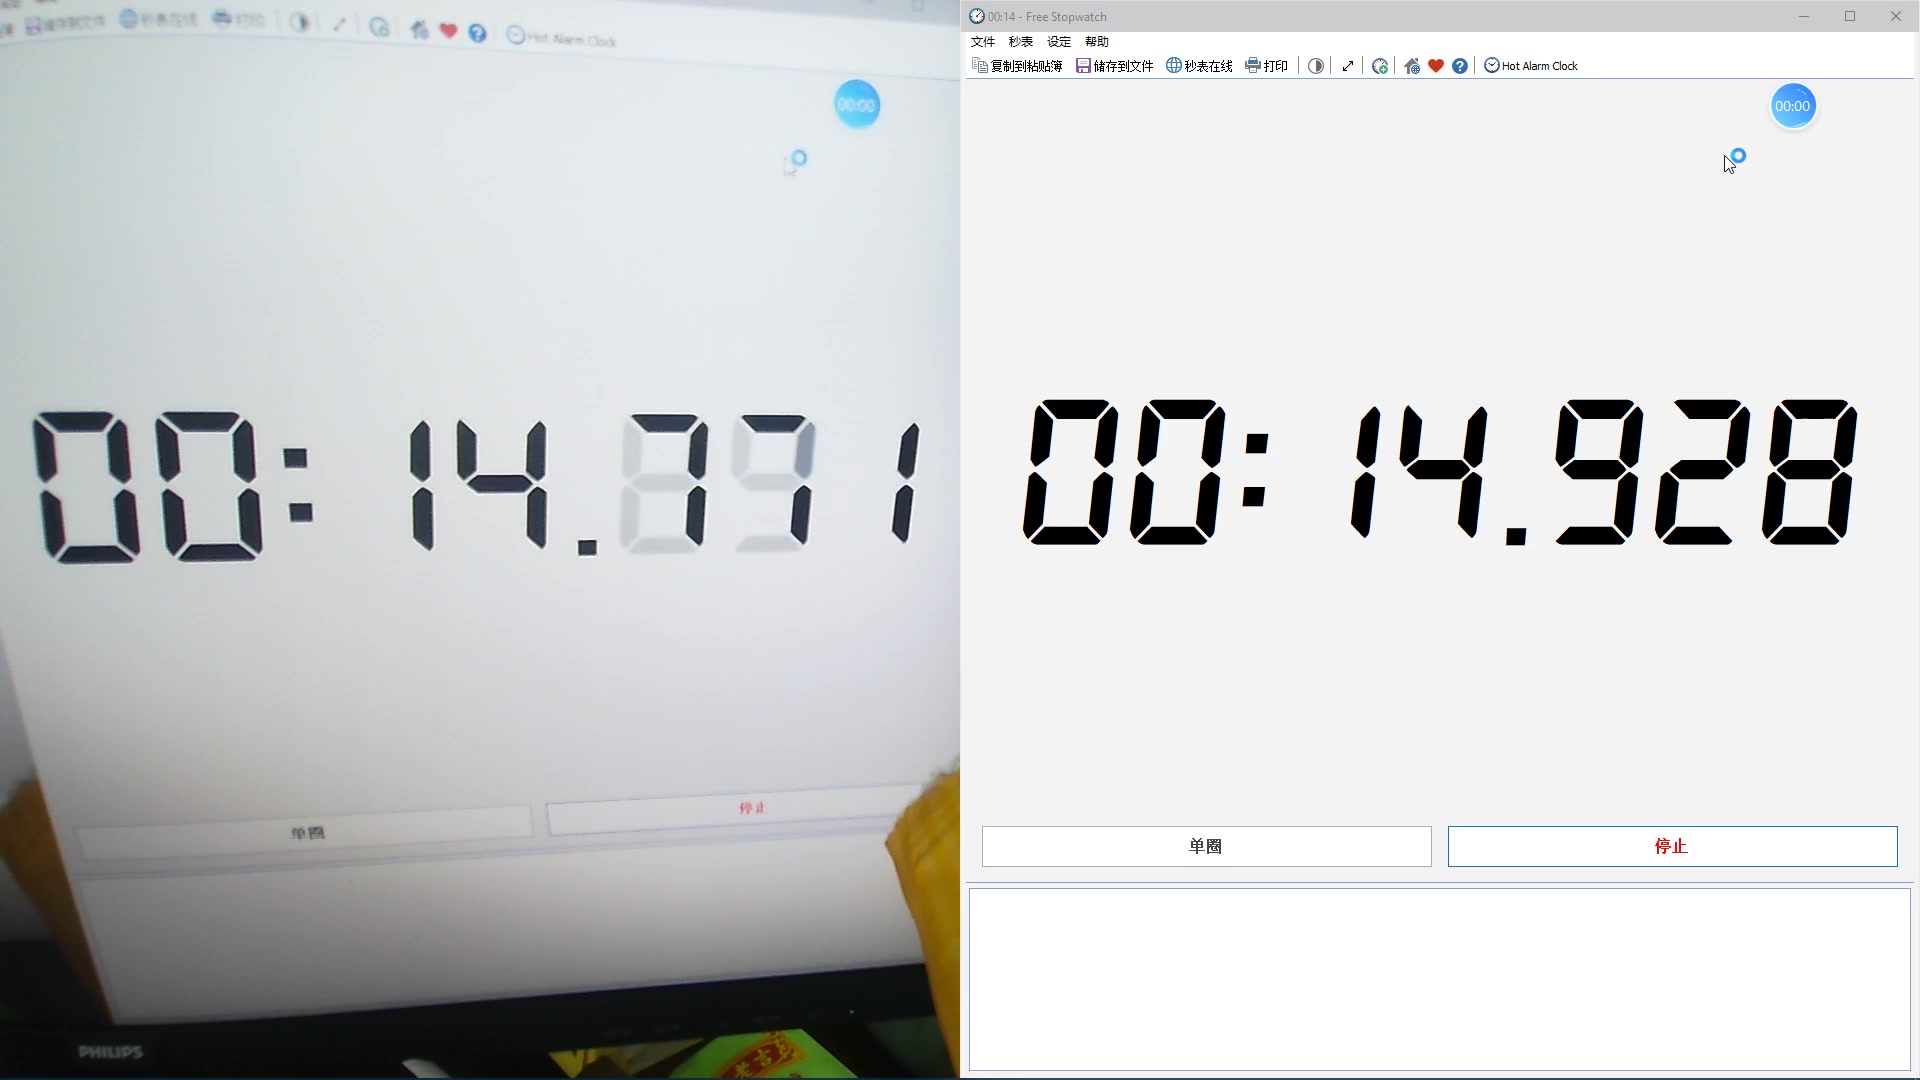 储存到文件 秒表在线 打印 Hot Alarm Clock
00:00
00:14.771
单圈 停止
PHILIPS
00:14 - Free Stopwatch
文件 秒表 设定 帮助
复制到粘贴簿 储存到文件 秒表在线 打印 Hot Alarm Clock
00:00
00:14.928
单圈 停止